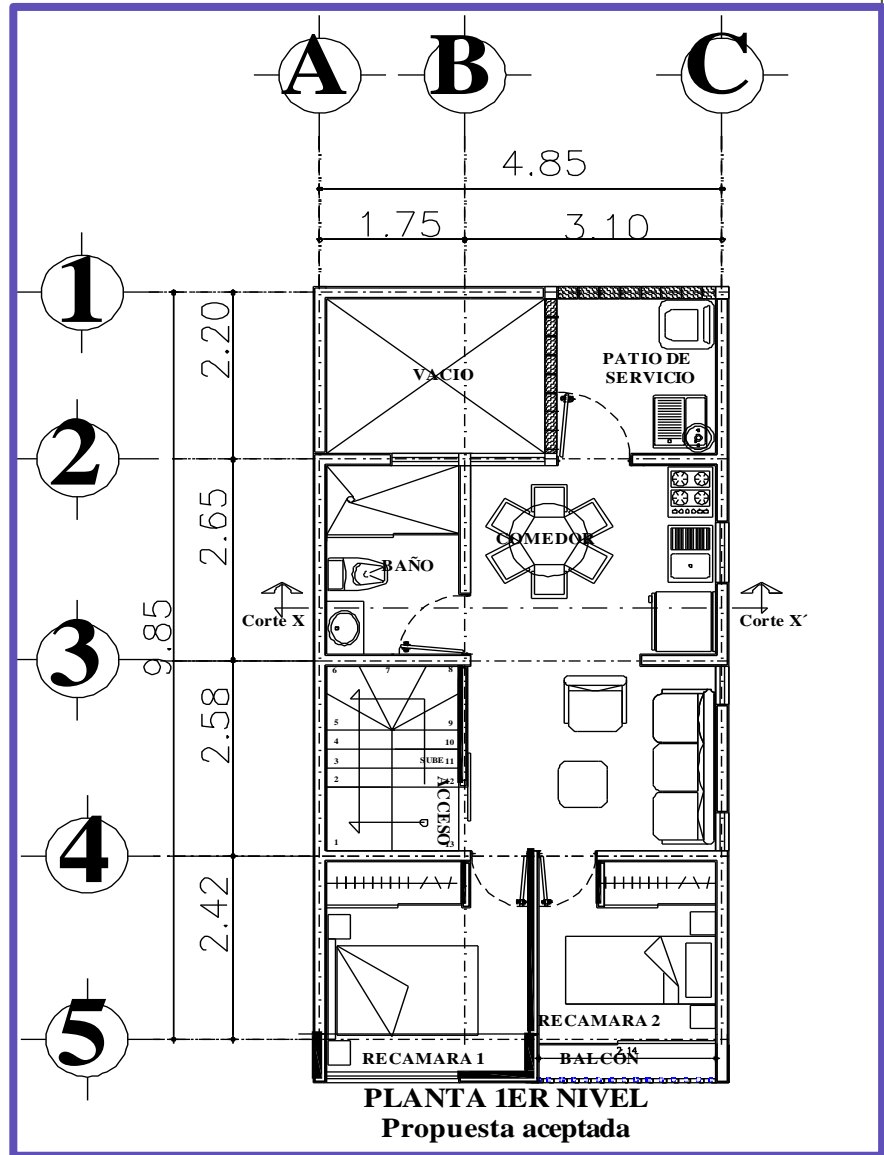 A B C
4.85
1.75 3.10
1
2.20
VACIO
PATIO DE
SERVICIO
2
2.65
COMEDOR
BAÑO
Corte X
Corte X´
9.85
3
2.58
6 7 8
5 9
4 10
3 SUBE 11
2 12
ACCESO
1 13
4
2.42
5
RECAMARA 2
2.14
RECAMARA 1
BALCÓN
PLANTA 1ER NIVEL
Propuesta aceptada